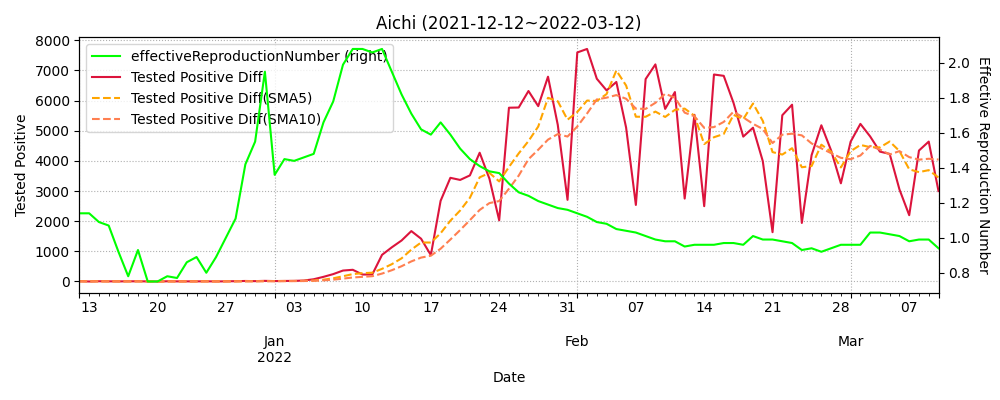 Aichi (2021-12-12~2022-03-12)
effectiveReproductionNumber (right)
Tested Positive Diff
Tested Positive Diff(SMA5)
Tested Positive Diff(SMA10)
Tested Positive
8000
7000
6000
5000
4000
3000
2000
1000
0
2.0
1.8
1.6
1.4
1.2
1.0
0.8
Effective Reproduction Number
13 20 27 03 10 17 24 31 07 14 21 28 07
Jan Feb Mar
2022
Date